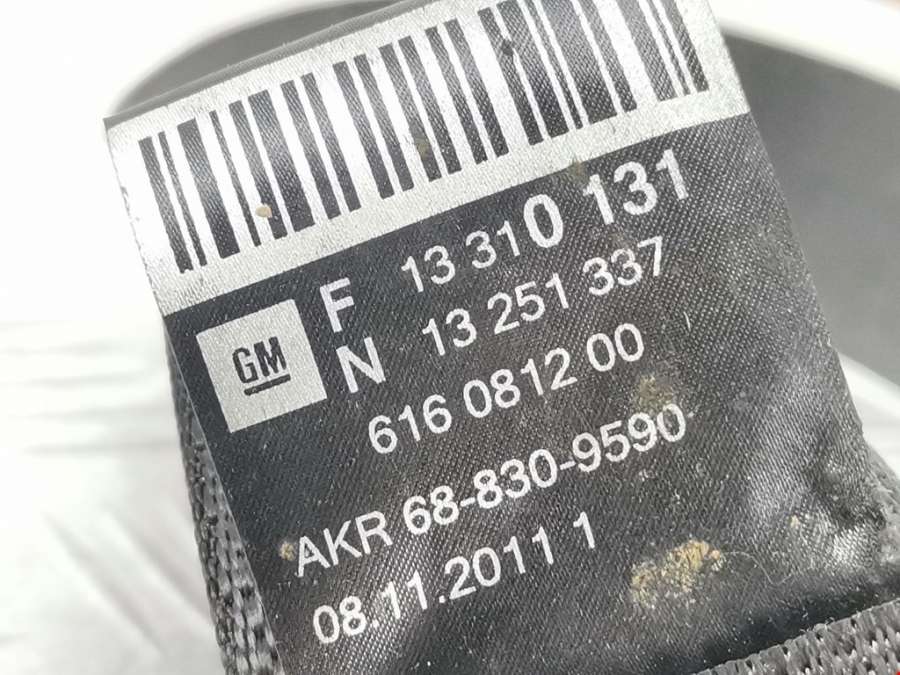 F 13 310 131
GM
N 13 251 337
616 0812 00
AKR 68-830-9590
08.11.2011 1